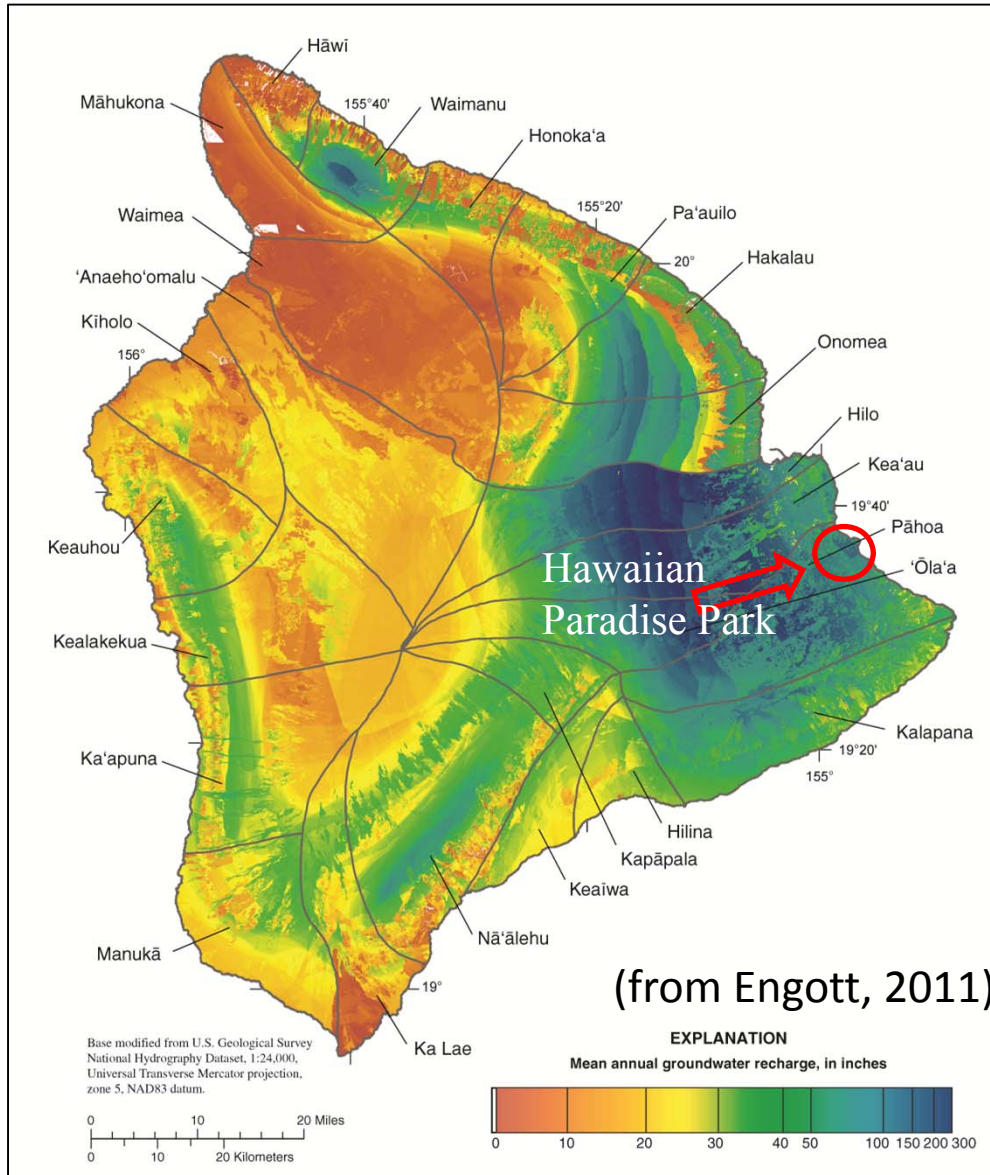 Hāwī
Māhukona
155°40'
Waimanu
Honoka‘a
Waimea
155°20'
Pa‘auilo
‘Anaeho‘omalu
20°
Hakalau
Kīholo
156°
Onomea
Hilo
Kea‘au
19°40'
Keauhou
Pāhoa
‘Ōla‘a
Hawaiian
Paradise Park
Kealakekua
Kalapana
19°20'
155°
Ka‘apuna
Hilina
Kapāpala
Keaīwa
Nā‘ālehu
Manukā
19°
Ka Lae
(from Engott, 2011)
Base modified from U.S. Geological Survey
National Hydrography Dataset, 1:24,000,
Universal Transverse Mercator projection,
zone 5, NAD83 datum.
0 10 20 Miles
0 10 20 Kilometers
EXPLANATION
Mean annual groundwater recharge, in inches
0 10 20 30 40 50 100 150 200 300